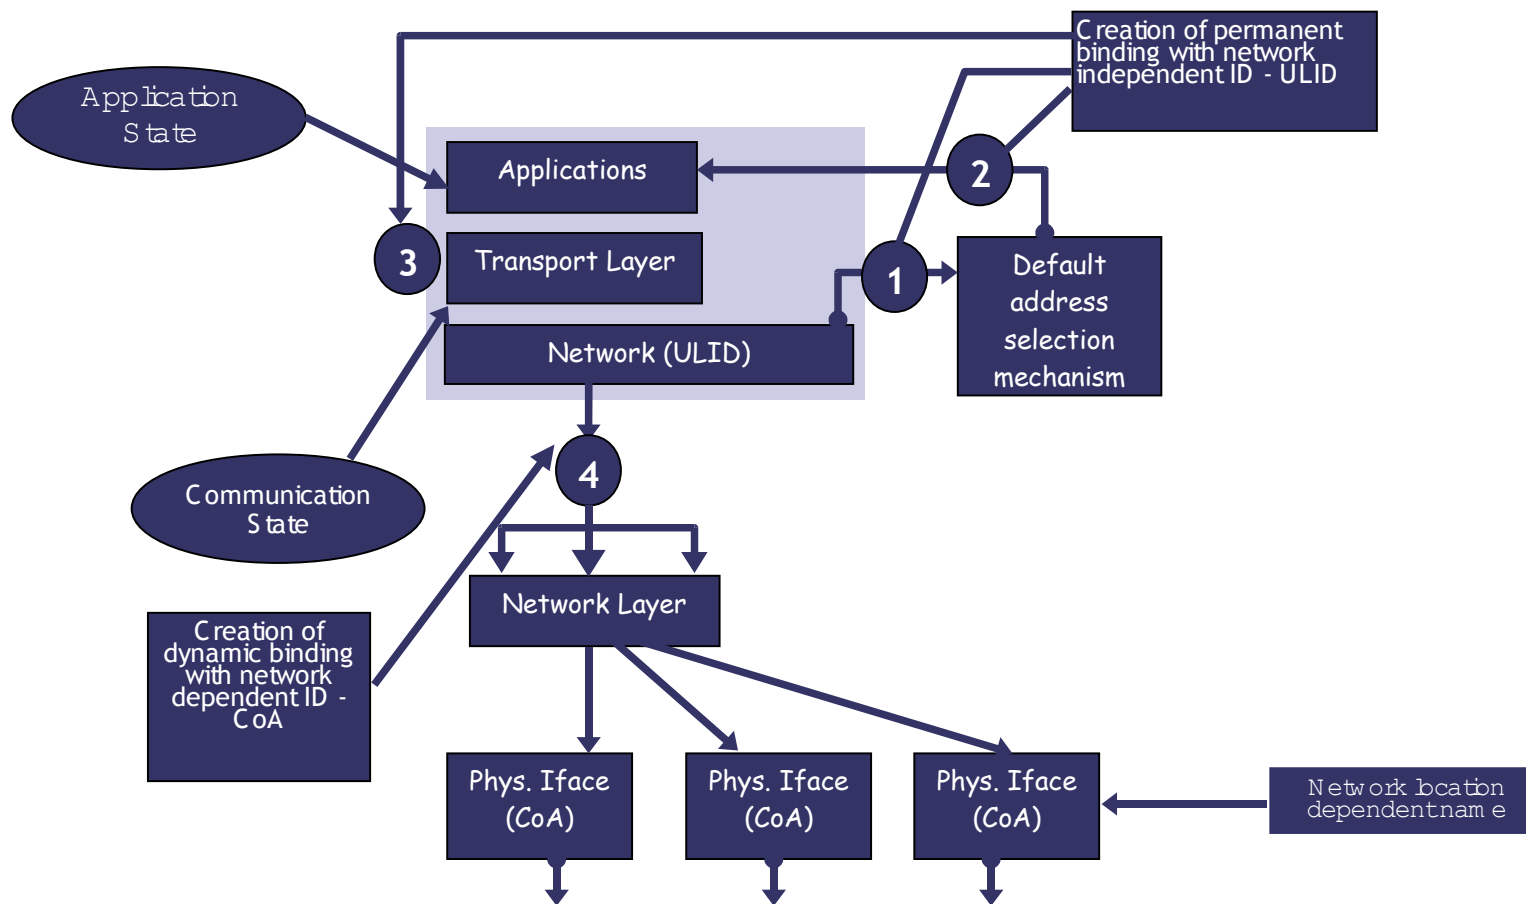 Creation of permanent
binding with network
independent ID - ULID
Application
State
Applications
2
3
Transport Layer
1
Default
address
selection
mechanism
Network (ULID)
4
Communication
State
Network Layer
Creation of
dynamic binding
with network
dependent ID -
CoA
Phys. Iface
(CoA)
Phys. Iface
(CoA)
Phys. Iface
(CoA)
Network location
dependent name